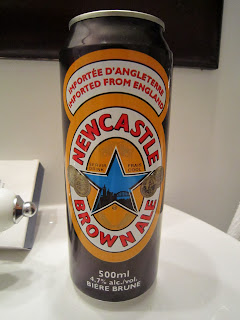 IMPORTÉE D'ANGLETERRE
IMPORTED FROM ENGLAND
NEWCASTLE
BROWN ALE
500ml
4.7% alc./vol.
BIÈRE BRUNE